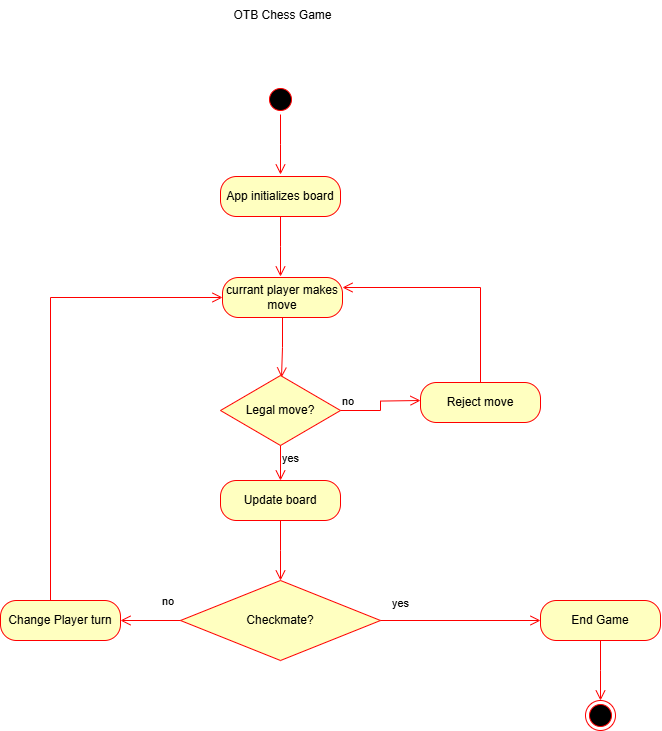 OTB Chess Game
App initializes board
currant player makes
move
Legal move?
no
Reject move
yes
Update board
no
yes
Change Player turn
Checkmate?
End Game